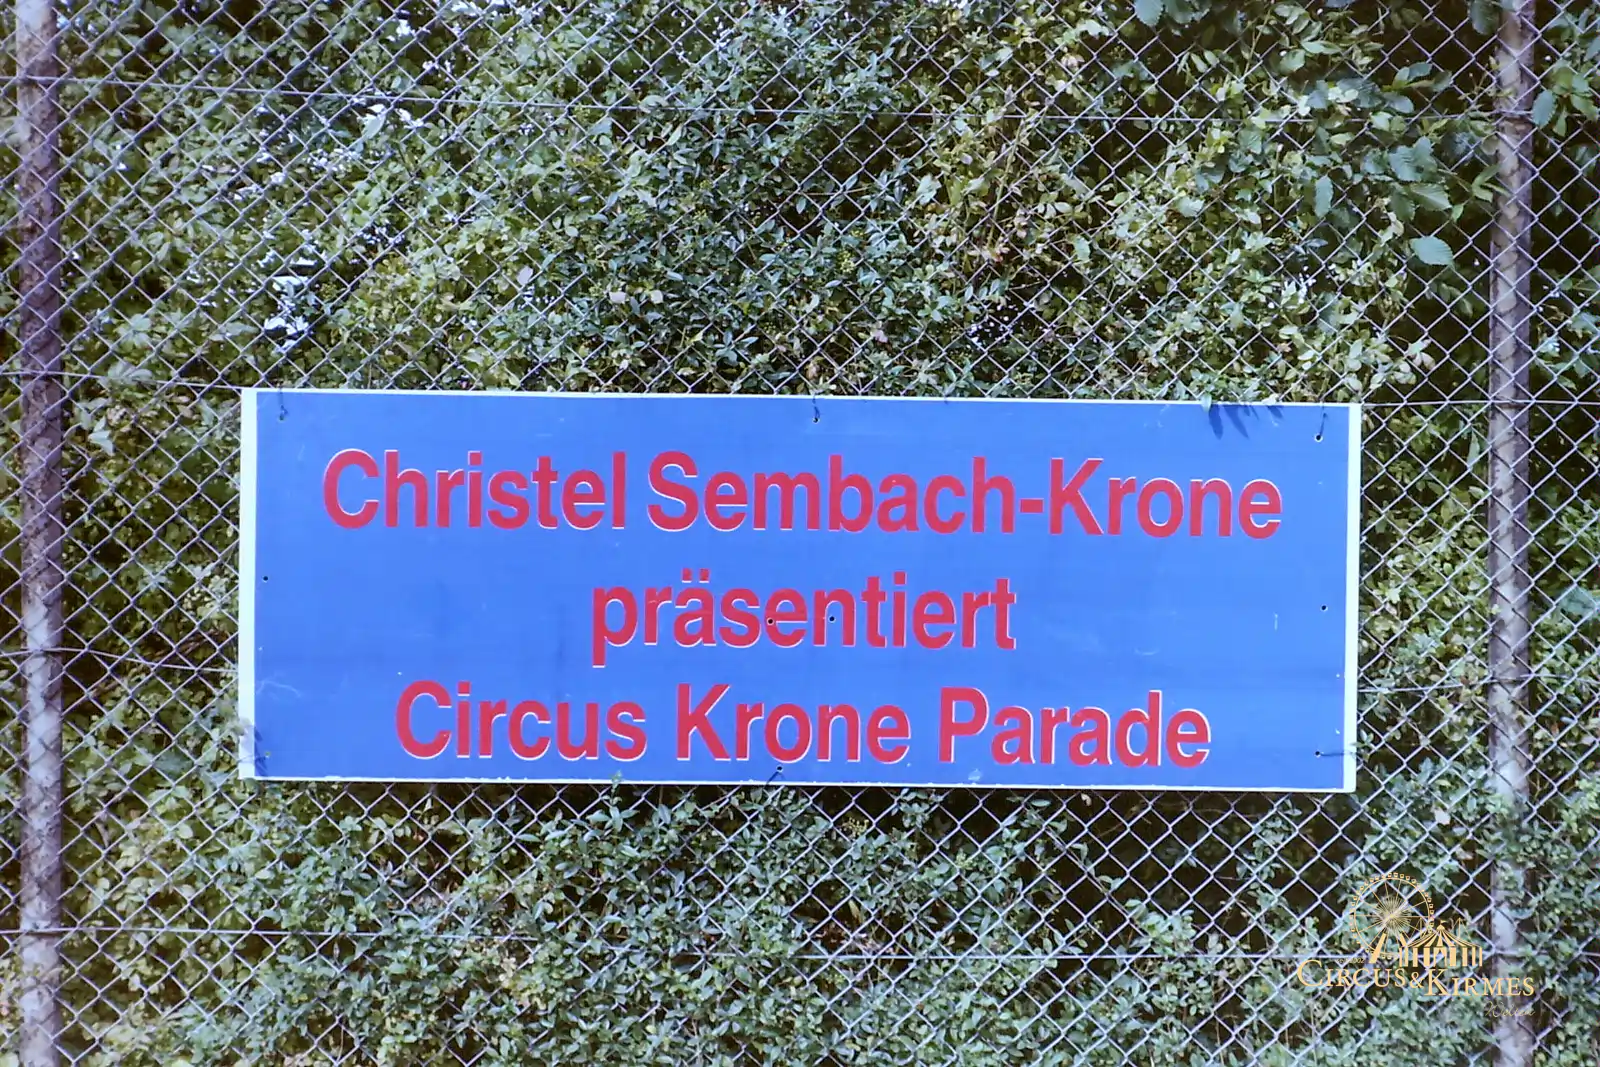 Christel Sembach-Krone
präsentiert
Circus Krone Parade
CIRCUS & KIRMES